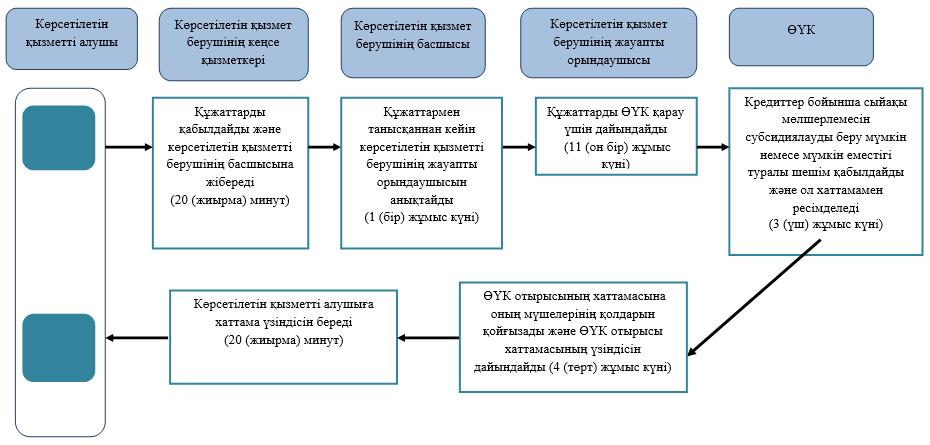 Көрсетілетін
қызметті алушы
Көрсетілетін қызмет
берушінің кеңсе
қызметкері
Көрсетілетін қызмет
берушінің басшысы
Көрсетілетін қызмет
берушінің жауапты
орындаушысы
ӨҮК
Құжаттарды
қабылдайды және
көрсетілетін қызметті
берушінің басшысына
жібереді
(20 (жиырма) минут)
Құжаттармен
танысқаннан кейін
көрсетілетін қызметті
берушінің жауапты
орындаушысын
анықтайды
(1 (бір) жұмыс күні)
Құжаттарды ӨҮК қарау
үшін дайындайды
(11 (он бір) жұмыс
күні)
Кредиттер бойынша сыйақы
мөлшерлемесін
субсидиялауды беру мүмкін
немесе мүмкін еместігі
туралы шешім қабылдайды
және ол хаттамамен
ресімделеді
(3 (үш) жұмыс күні)
Көрсетілетін қызметті алушыға
хаттама үзіндісін береді
(20 (жиырма) минут)
ӨҮК отырысының хаттамасына
оның мүшелерінің қолдарын
қойғызады және ӨҮК отырысы
хаттамасының үзіндісін
дайындайды (4 (төрт) жұмыс күні)